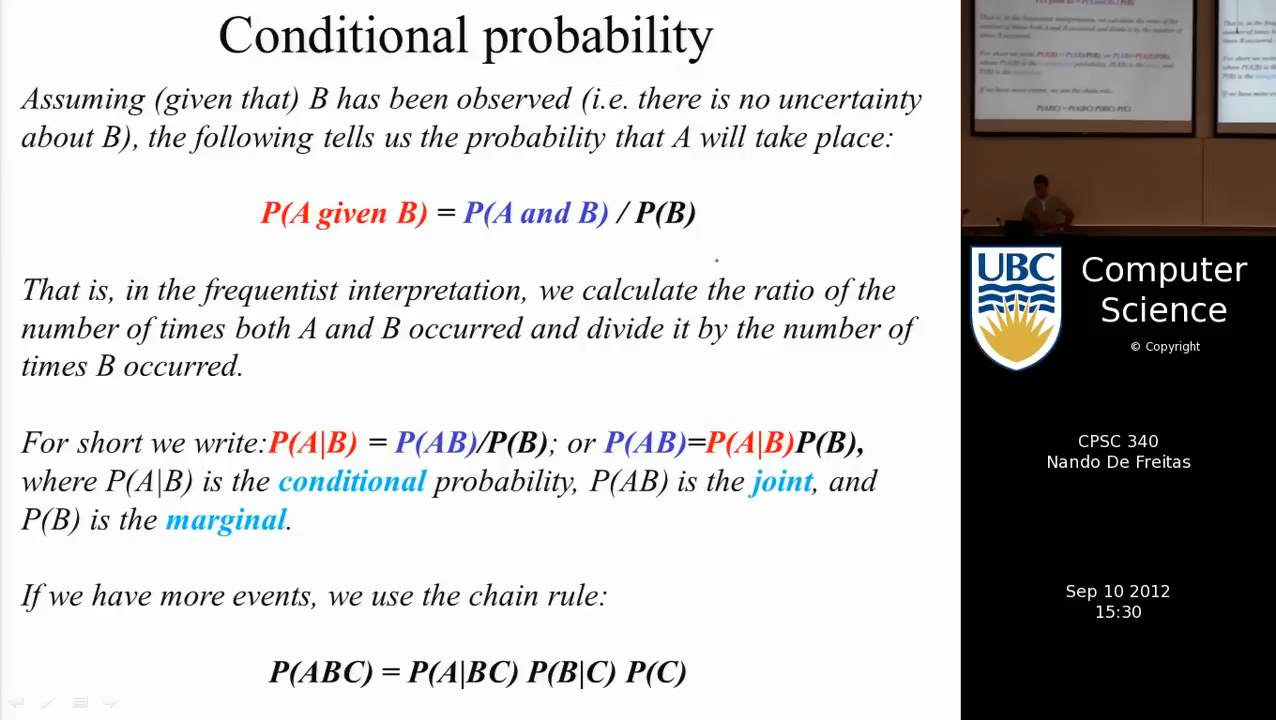 Conditional probability
Assuming (given that) B has been observed (i.e. there is no uncertainty
about B), the following tells us the probability that A will take place:
P(A given B) = P(A and B) / P(B)
That is, in the frequentist interpretation, we calculate the ratio of the
number of times both A and B occurred and divide it by the number of
times B occurred.
For short we write:P(A|B) = P(AB)/P(B); or P(AB)=P(A|B)P(B),
where P(A|B) is the conditional probability, P(AB) is the joint, and
P(B) is the marginal.
If we have more events, we use the chain rule:
P(ABC) = P(A|BC) P(B|C) P(C)
UBC
Computer
Science
© Copyright
CPSC 340
Nando De Freitas
Sep 10 2012
15:30